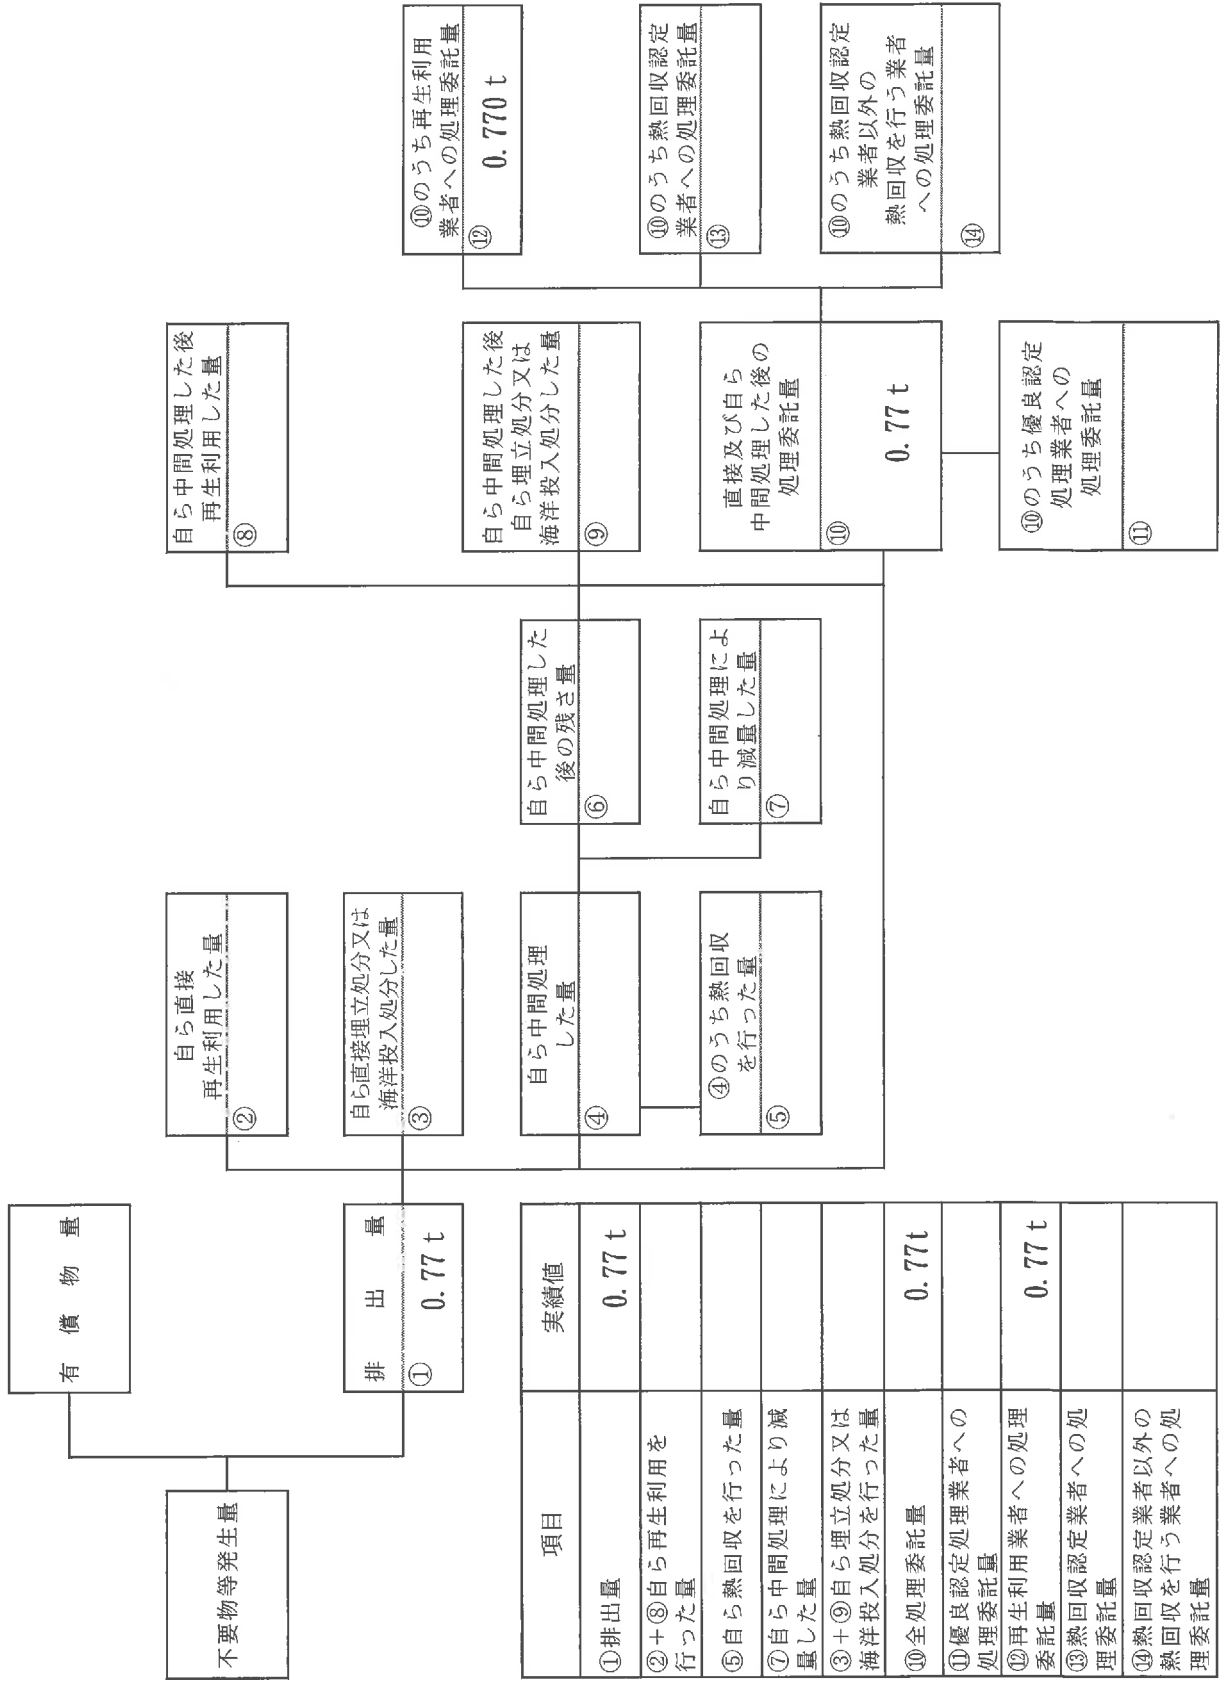 有償物量
不要物等発生量
排出量
①
0.77 t
自ら直接
再生利用した量
②
自ら直接埋立処分又は
海洋投入処分した量
③
自ら中間処理
した量
④
④のうち熱回収
を行った量
⑤
自ら中間処理した
後の残さ量
⑥
自ら中間処理によ
り減量した量
⑦
自ら中間処理した後
再生利用した量
⑧
自ら中間処理した後
自ら埋立処分又は
海洋投入処分した量
⑨
直接及び自ら
中間処理した後の
処理委託量
⑩
0.77 t
⑩のうち優良認定
処理業者への
処理委託量
⑪
⑩のうち再生利用
業者への処理委託量
⑫
0.770 t
⑩のうち熱回収認定
業者への処理委託量
⑬
⑩のうち熱回収認定
業者以外の
熱回収を行う業者
への処理委託量
⑭
項目 実績値
①排出量 0.77 t
②+⑧自ら再生利用を
行った量
⑤自ら熱回収を行った量
⑦自ら中間処理により減
量した量
③+⑨自ら埋立処分又は
海洋投入処分を行った量
⑩全処理委託量 0.77t
⑪優良認定処理業者への
処理委託量
⑫再生利用業者への処理
委託量 0.77 t
⑬熱回収認定業者への処
理委託量
⑭熱回収認定業者以外の
熱回収を行う業者への処
理委託量